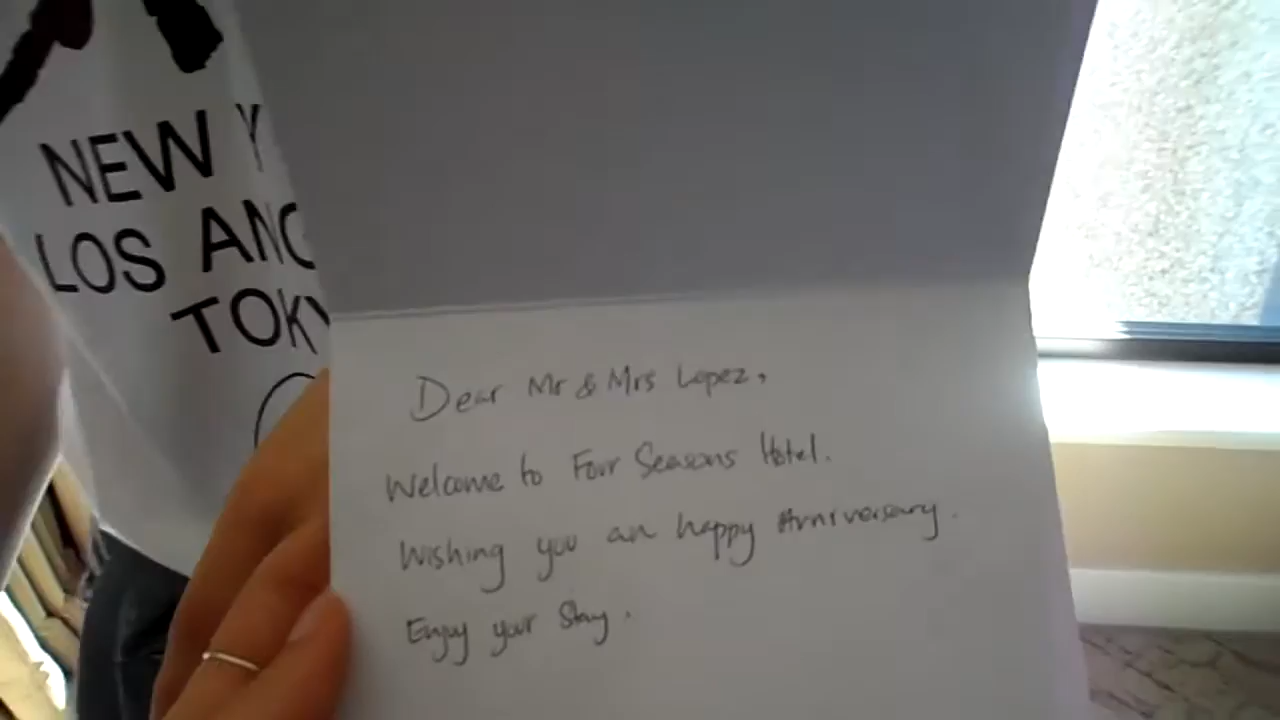 NEW Y
LOS ANG
TOKY
Dear Mr & Mrs Lopez,
Welcome to Four Seasons Hotel.
Wishing you an happy Anniversary.
Enjoy your Stay.